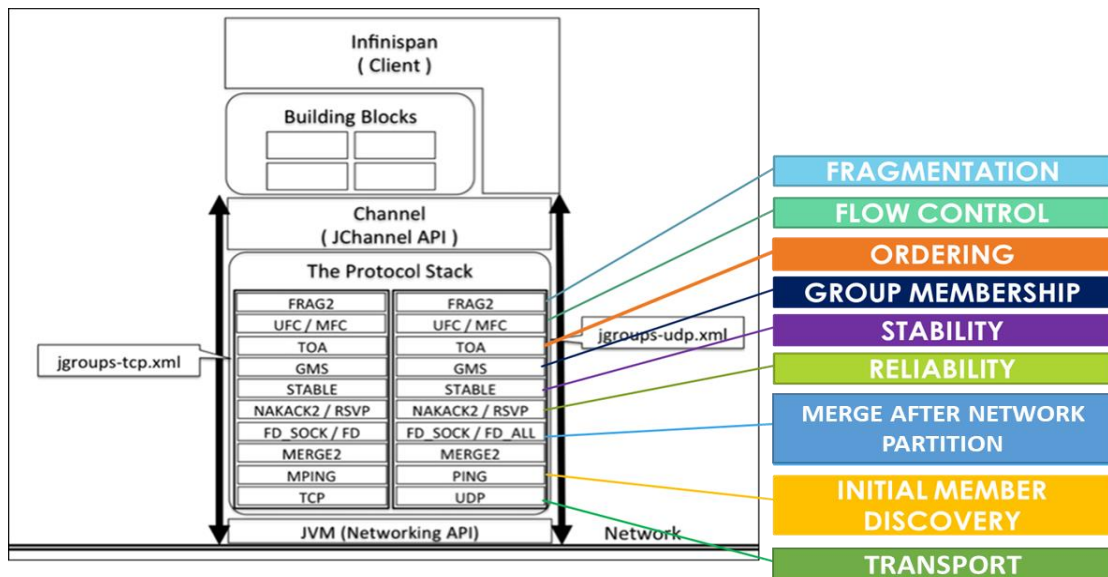 Infinispan
( Client )
Building Blocks
Channel
( JChannel API )
The Protocol Stack
FRAG2
FRAG2
UFC / MFC
UFC / MFC
TOA
TOA
GMS
GMS
STABLE
STABLE
NAKACK2 / RSVP
NAKACK2 / RSVP
FD_SOCK / FD
FD_SOCK / FD_ALL
MERGE2
MERGE2
MPING
PING
TCP
UDP
JVM (Networking API)
Network
jgroups-tcp.xml
jgroups-udp.xml
FRAGMENTATION
FLOW CONTROL
ORDERING
GROUP MEMBERSHIP
STABILITY
RELIABILITY
MERGE AFTER NETWORK
PARTITION
INITIAL MEMBER
DISCOVERY
TRANSPORT